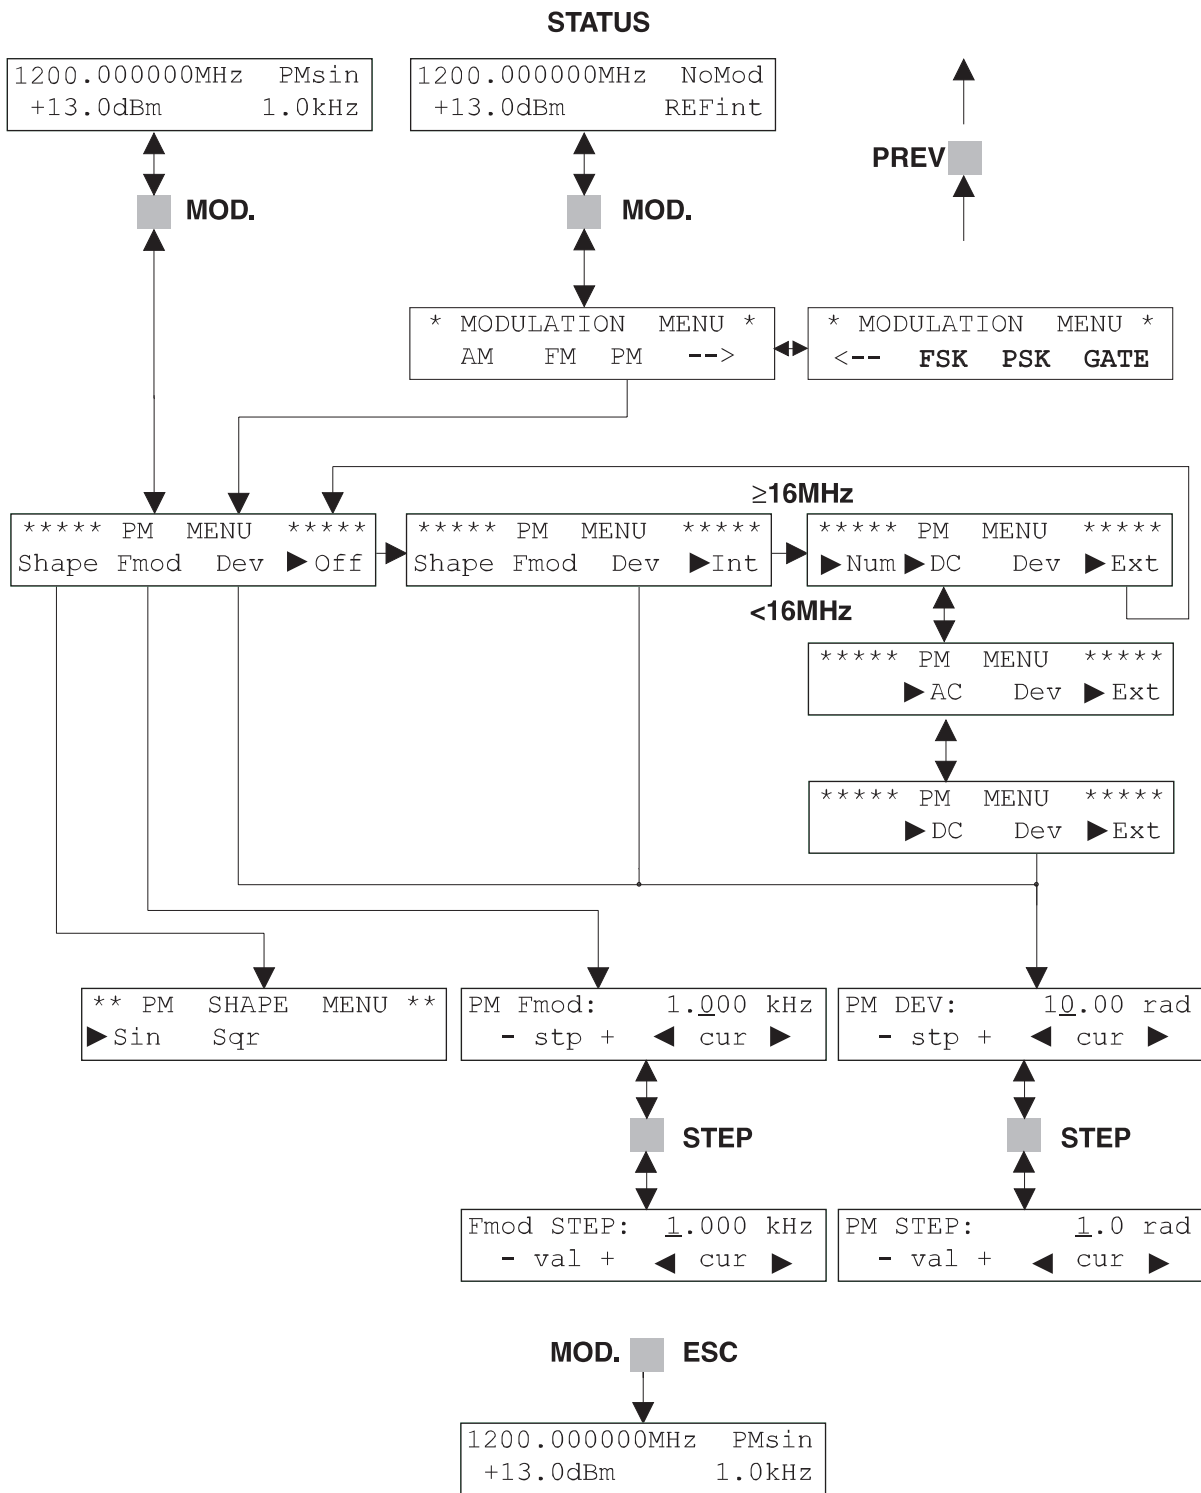 STATUS
1200.000000MHz PMsin
+13.0dBm 1.0kHz
1200.000000MHz NoMod
+13.0dBm REFint
PREV
MOD.
MOD.
* MODULATION MENU *
AM FM PM -->
* MODULATION MENU *
<-- FSK PSK GATE
≥16MHz
***** PM MENU *****
Shape Fmod Dev ►Off
***** PM MENU *****
Shape Fmod Dev ►Int
***** PM MENU *****
►Num ►DC Dev ►Ext
<16MHz
***** PM MENU *****
►AC Dev ►Ext
***** PM MENU *****
►DC Dev ►Ext
** PM SHAPE MENU **
►Sin Sqr
PM Fmod: 1.000 kHz
- stp + ◄ cur ►
PM DEV: 10.00 rad
- stp + ◄ cur ►
STEP
STEP
Fmod STEP: 1.000 kHz
- val + ◄ cur ►
PM STEP: 1.0 rad
- val + ◄ cur ►
MOD. ESC
1200.000000MHz PMsin
+13.0dBm 1.0kHz